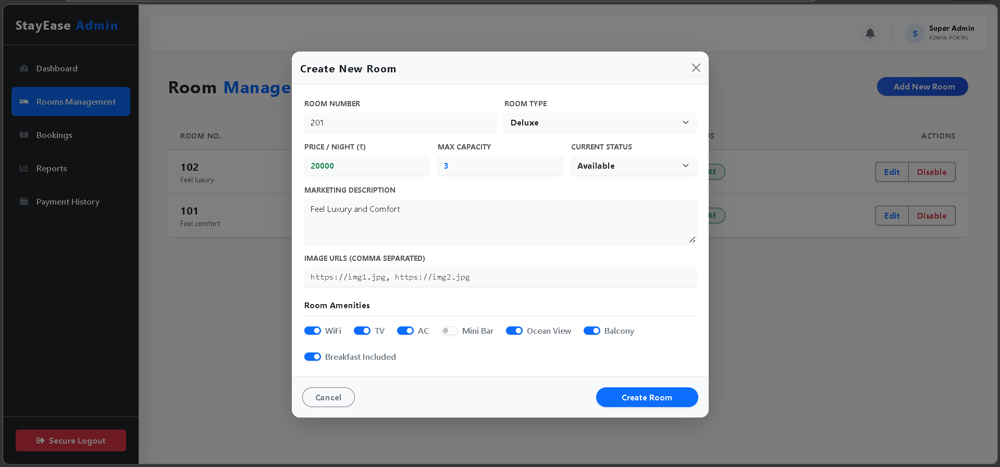 StayEase Admin
Dashboard
Rooms Management
Bookings
Reports
Payment History
Secure Logout
S
Super Admin
ADMIN PORTAL
Room Manage
Add New Room
ROOM NO.
ACTIONS
102
Feel luxury
Edit
Disable
101
Feel comfort
Edit
Disable
Create New Room
ROOM NUMBER
ROOM TYPE
201
Deluxe
PRICE / NIGHT (₹)
MAX CAPACITY
CURRENT STATUS
20000
3
Available
MARKETING DESCRIPTION
Feel Luxury and Comfort
IMAGE URLS (COMMA SEPARATED)
https://img1.jpg, https://img2.jpg
Room Amenities
WiFi
TV
AC
Mini Bar
Ocean View
Balcony
Breakfast Included
Cancel
Create Room